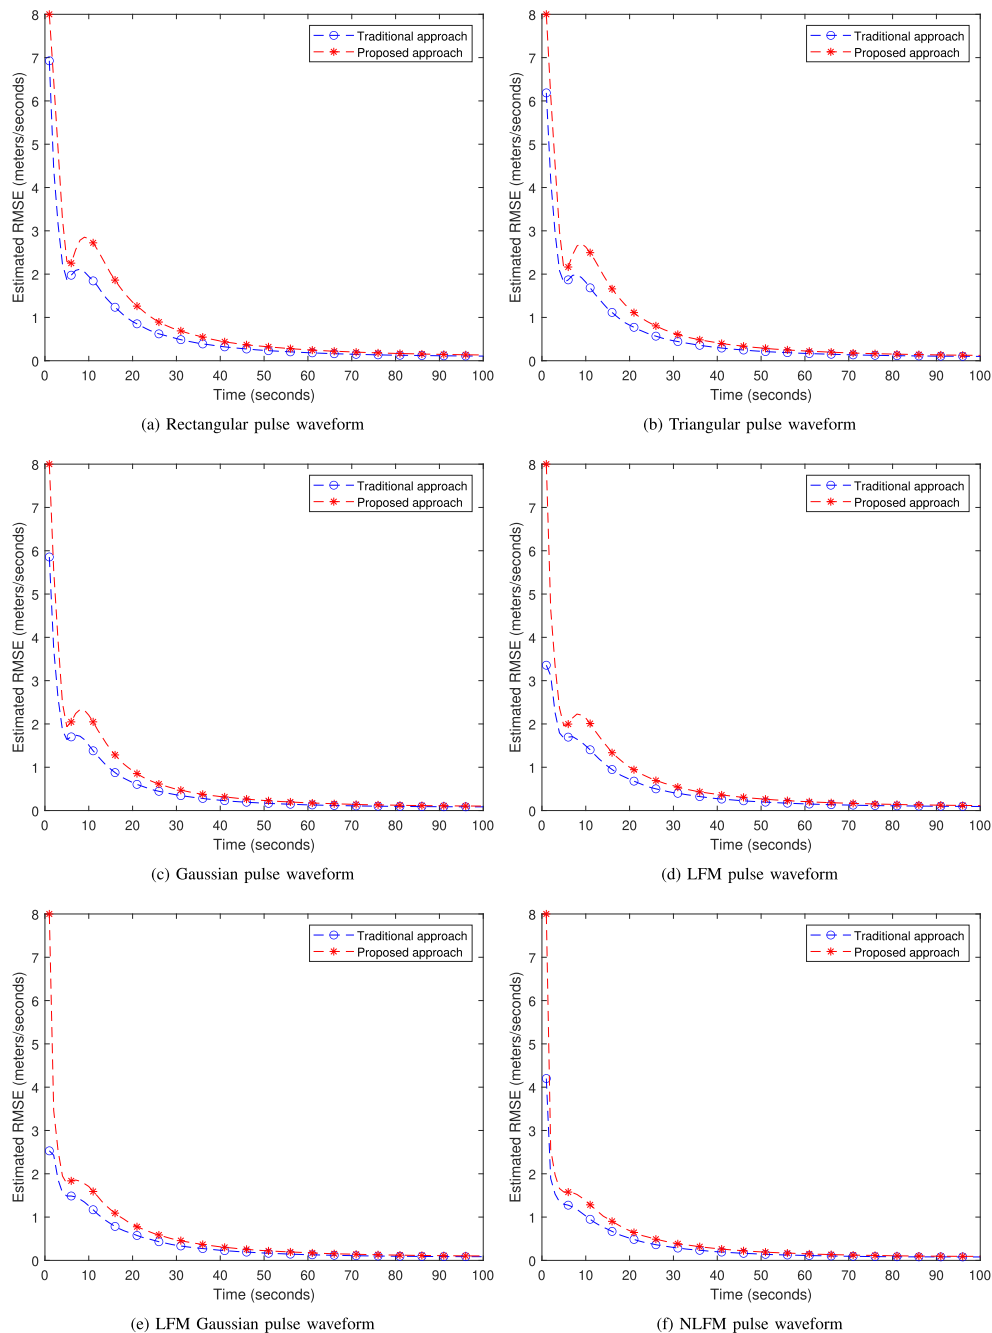 Estimated RMSE (meters/seconds)
8
7
6
5
4
3
2
1
0
Traditional approach
Proposed approach
0 10 20 30 40 50 60 70 80 90 100
Time (seconds)
(a) Rectangular pulse waveform
Estimated RMSE (meters/seconds)
8
7
6
5
4
3
2
1
0
Traditional approach
Proposed approach
0 10 20 30 40 50 60 70 80 90 100
Time (seconds)
(b) Triangular pulse waveform
Estimated RMSE (meters/seconds)
8
7
6
5
4
3
2
1
0
Traditional approach
Proposed approach
0 10 20 30 40 50 60 70 80 90 100
Time (seconds)
(c) Gaussian pulse waveform
Estimated RMSE (meters/seconds)
8
7
6
5
4
3
2
1
0
Traditional approach
Proposed approach
0 10 20 30 40 50 60 70 80 90 100
Time (seconds)
(d) LFM pulse waveform
Estimated RMSE (meters/seconds)
8
7
6
5
4
3
2
1
0
Traditional approach
Proposed approach
0 10 20 30 40 50 60 70 80 90 100
Time (seconds)
(e) LFM Gaussian pulse waveform
Estimated RMSE (meters/seconds)
8
7
6
5
4
3
2
1
0
Traditional approach
Proposed approach
0 10 20 30 40 50 60 70 80 90 100
Time (seconds)
(f) NLFM pulse waveform